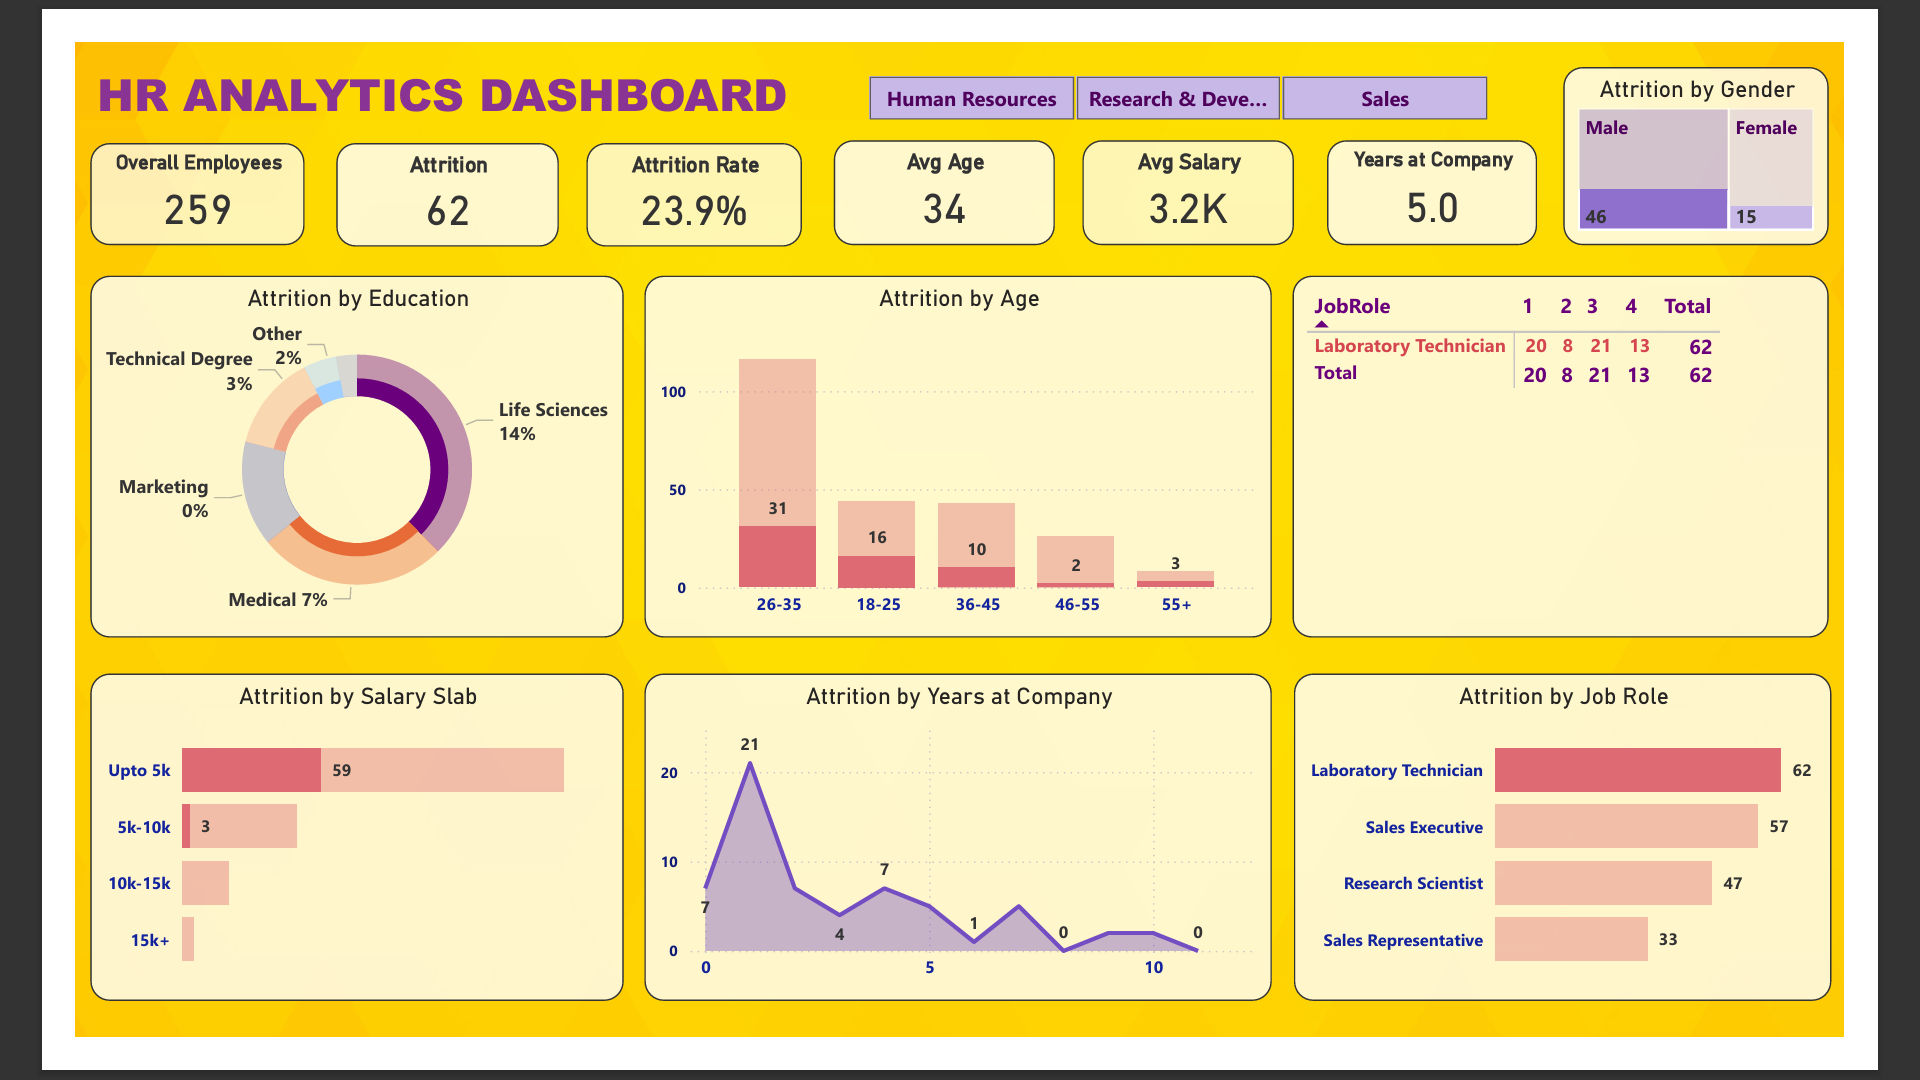 HR ANALYTICS DASHBOARD
Human Resources
Research & Deve...
Sales
Attrition by Gender
Male
Female
46
15
Overall Employees
259
Attrition
62
Attrition Rate
23.9%
Avg Age
34
Avg Salary
3.2K
Years at Company
5.0
Attrition by Education
Other
2%
Technical Degree
3%
Life Sciences
14%
Marketing
0%
Medical 7%
Attrition by Age
100
50
0
31
16
10
2
3
26-35
18-25
36-45
46-55
55+
JobRole 1 2 3 4 Total
Laboratory Technician 20 8 21 13 62
Total 20 8 21 13 62
Attrition by Salary Slab
Upto 5k 59
5k-10k 3
10k-15k
15k+
Attrition by Years at Company
20
10
0
21
7
7
4
1
0
0
0
5
10
Attrition by Job Role
Laboratory Technician 62
Sales Executive 57
Research Scientist 47
Sales Representative 33